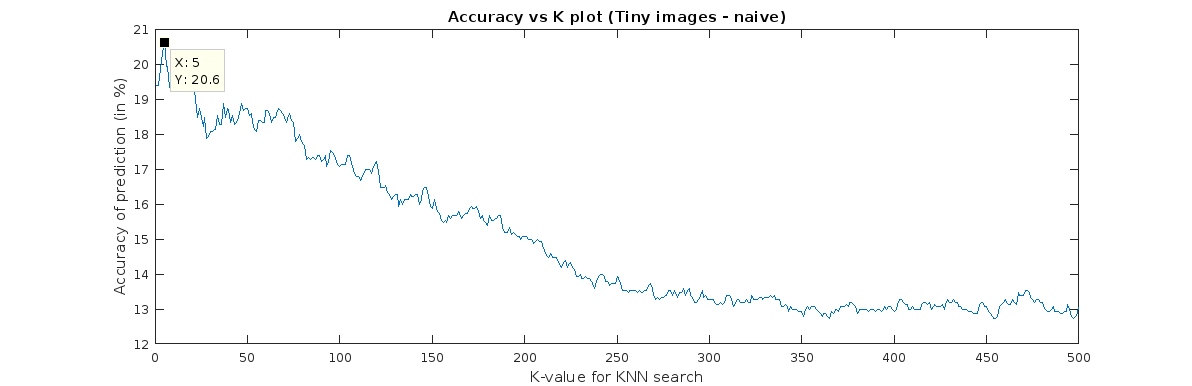 Accuracy vs K plot (Tiny images - naive)
21
20
19
18
17
16
15
14
13
12
Accuracy of prediction (in %)
X: 5
Y: 20.6
0 50 100 150 200 250 300 350 400 450 500
K-value for KNN search